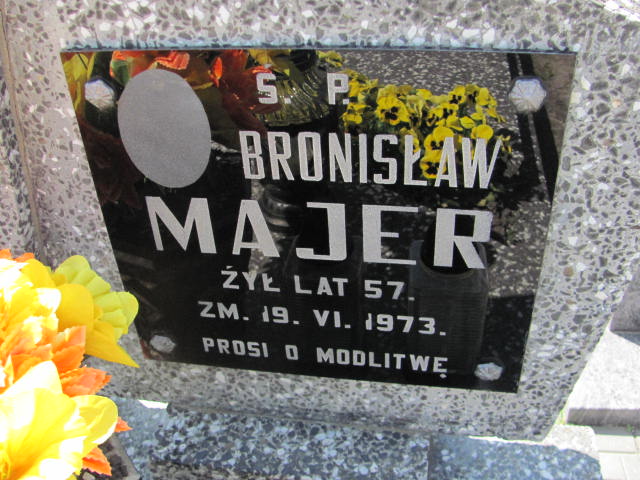 S. P.
BRONISŁAW
MAJER
ŻYŁ LAT 57.
ZM. 19. VI. 1973.
PROSI O MODLITWĘ